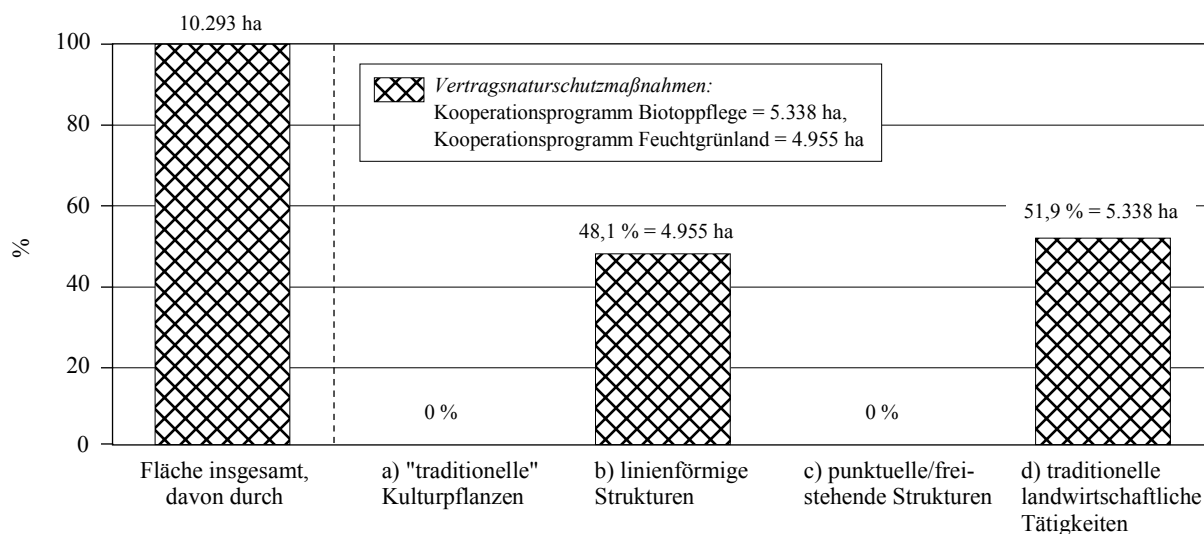 10.293 ha
100
80
60
40
20
0
%
Vertragsnaturschutzmaßnahmen:
Kooperationsprogramm Biotoppflege = 5.338 ha,
Kooperationsprogramm Feuchtgrünland = 4.955 ha
0 %
48,1 % = 4.955 ha
0 %
51,9 % = 5.338 ha
Fläche insgesamt,
davon durch
a) "traditionelle"
Kulturpflanzen
b) linienförmige
Strukturen
c) punktuelle/frei-
stehende Strukturen
d) traditionelle
landwirtschaftliche
Tätigkeiten